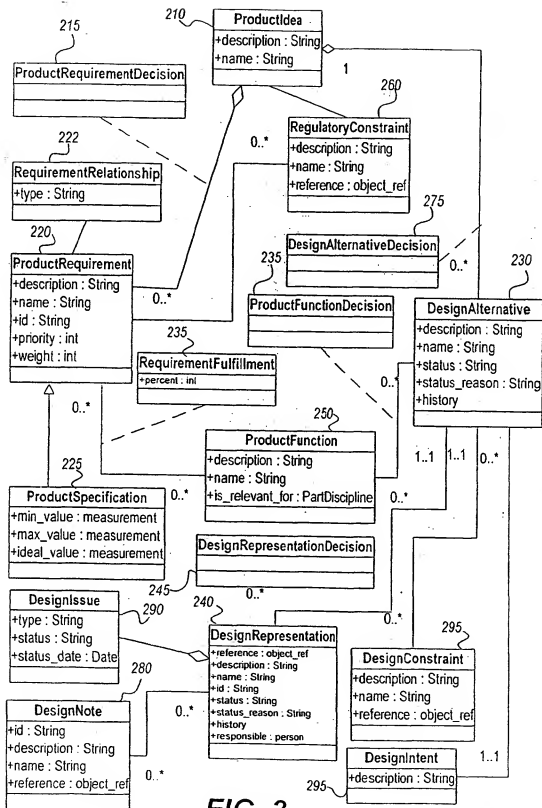 210
ProductIdea
+description : String
+name : String
1
215
ProductRequirementDecision
260
RegulatoryConstraint
+description : String
+name : String
+reference : object_ref
0..*
222
RequirementRelationship
+type : String
275
DesignAlternativeDecision
0..*
220
ProductRequirement
+description : String
+name : String
+id : String
+priority : int
+weight : int
0..*
0..*
235
ProductFunctionDecision
230
DesignAlternative
+description : String
+name : String
+status : String
+status_reason : String
+history
235
RequirementFulfillment
+percent : int
250
ProductFunction
+description : String
+name : String
+is_relevant_for : PartDiscipline
0..*
0..*
1..1
1..1
0..*
225
ProductSpecification
+min_value : measurement
+max_value : measurement
+ideal_value : measurement
DesignRepresentationDecision
245
0..*
290
DesignIssue
+type : String
+status : String
+status_date : Date
240
DesignRepresentation
+reference : object_ref
+description : String
+name : String
+id : String
+status : String
+status_reason : String
+history
+responsible : person
0..*
0..*
295
DesignConstraint
+description : String
+name : String
+reference : object_ref
280
DesignNote
+id : String
+description : String
+name : String
+reference : object_ref
0..*
1..1
DesignIntent
+description : String
295